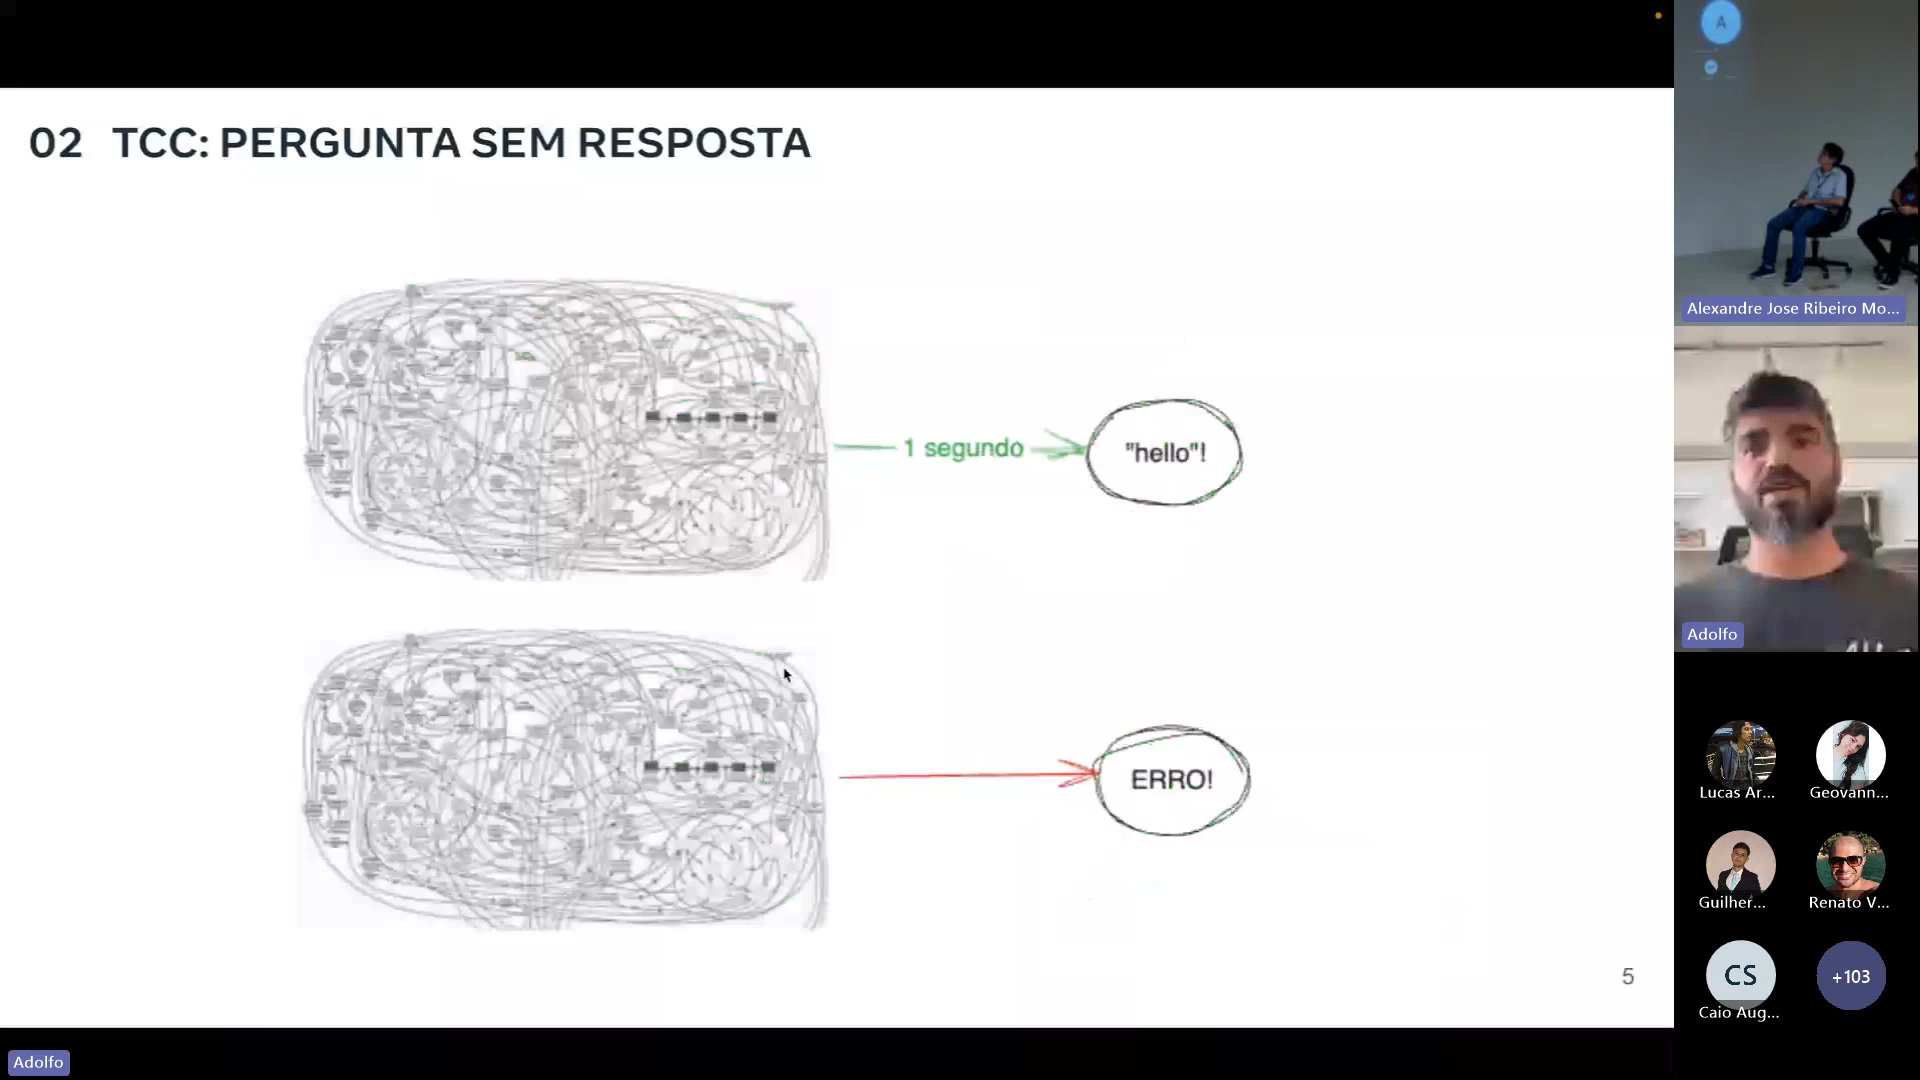 02 TCC: PERGUNTA SEM RESPOSTA
1 segundo
"hello"!
ERRO!
5
Adolfo
A
Alexandre Jose Ribeiro Mo...
Adolfo
Lucas Ar...
Geovann...
Guilher...
Renato V...
CS
Caio Aug...
+103